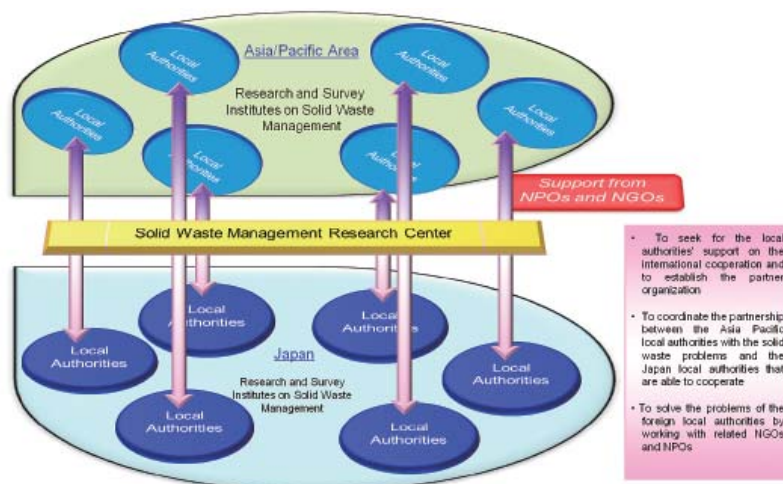 Local
Authorities
Asia/Pacific Area
Local
Authorities
Research and Survey
Institutes on Solid Waste
Management
Local
Authorities
Local
Authorities
Local
Authorities
Local
Authorities
Support from
NPOs and NGOs
Solid Waste Management Research Center
Local
Authorities
Local
Authorities
Local
Authorities
Japan
Local
Authorities
Research and Survey
Institutes on Solid Waste
Management
Local
Authorities
Local
Authorities
• To seek for the local
authorities' support on the
international cooperation and
to establish the partner
organization
• To coordinate the partnership
between the Asia Pacific
local authorities with the solid
waste problems and the
Japan local authorities that
are able to cooperate
• To solve the problems of the
foreign local authorities by
working with related NGOs
and NPOs